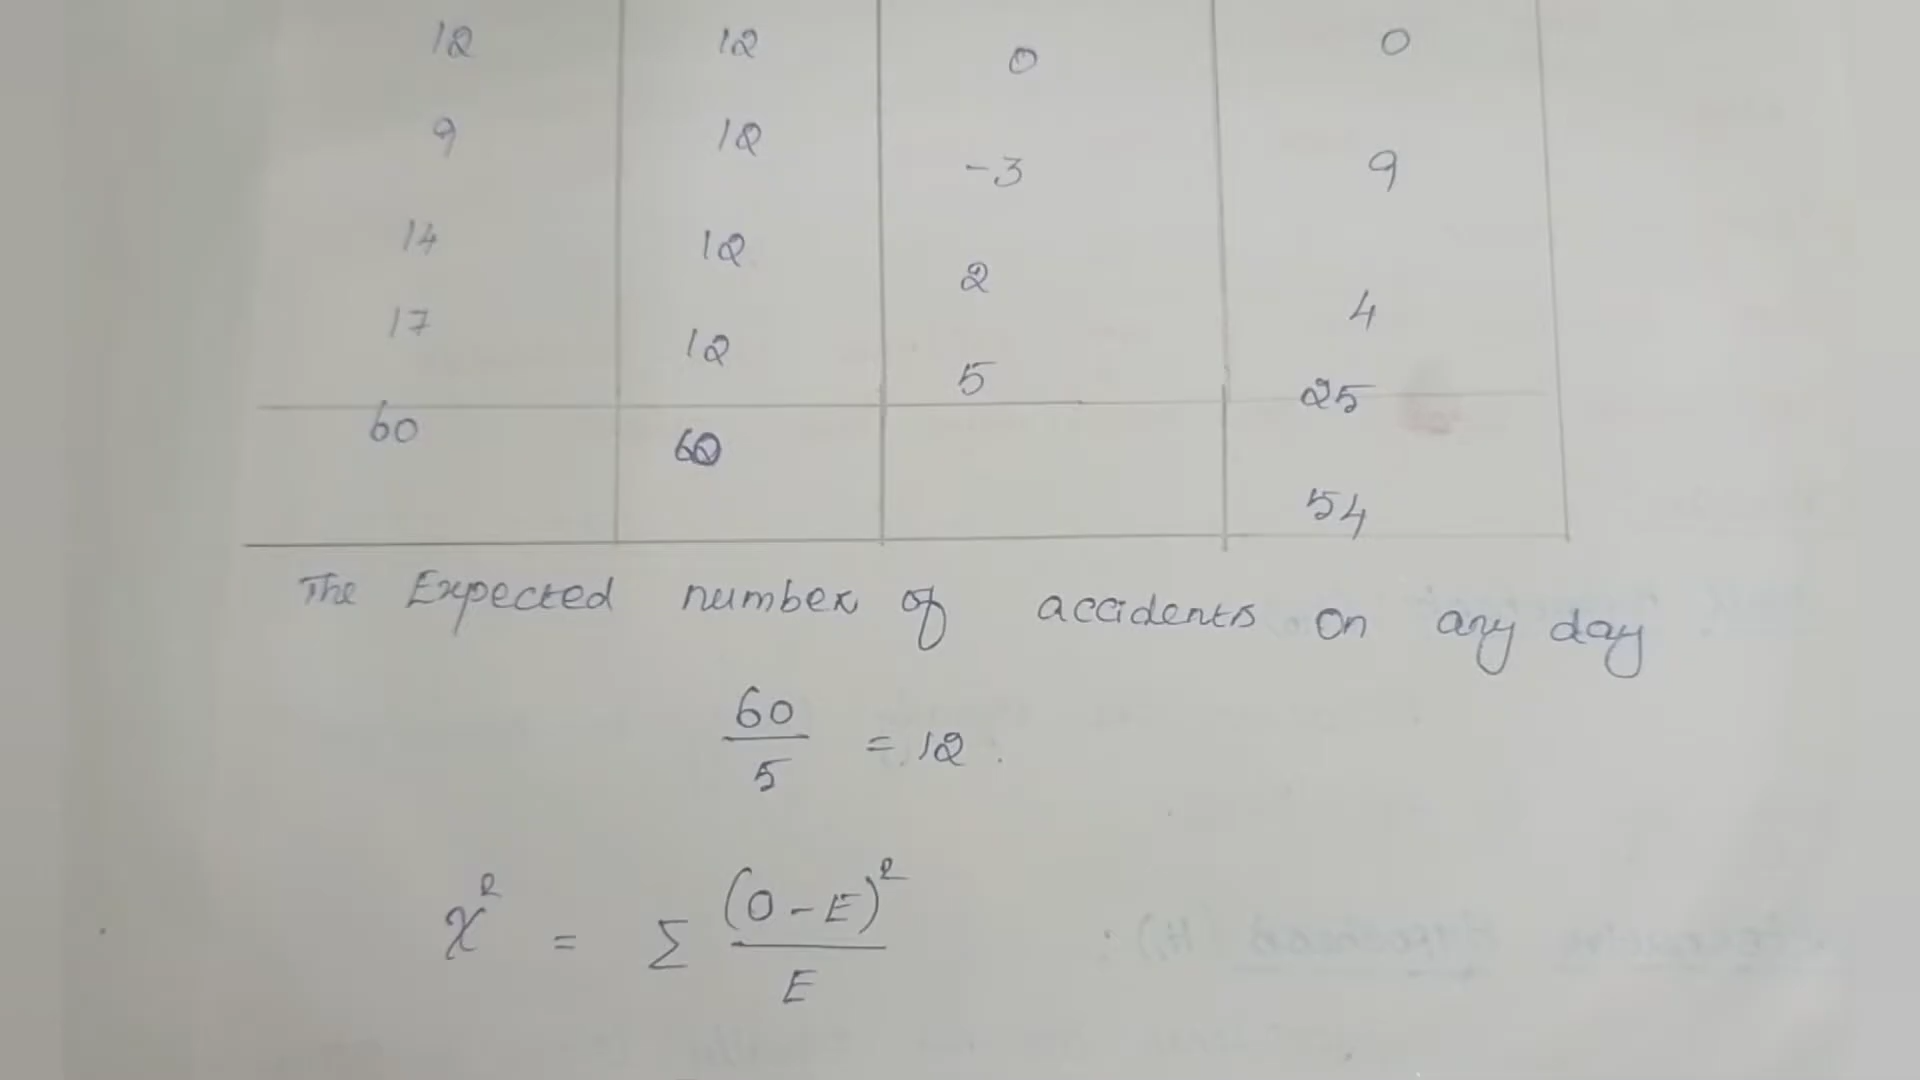 12 12 0 0
9 12 -3 9
14 12 2 4
17 12 5 25
60 60 54
The Expected number of accidents on any day
60/5 = 12.
χ² = Σ (O-E)²/E